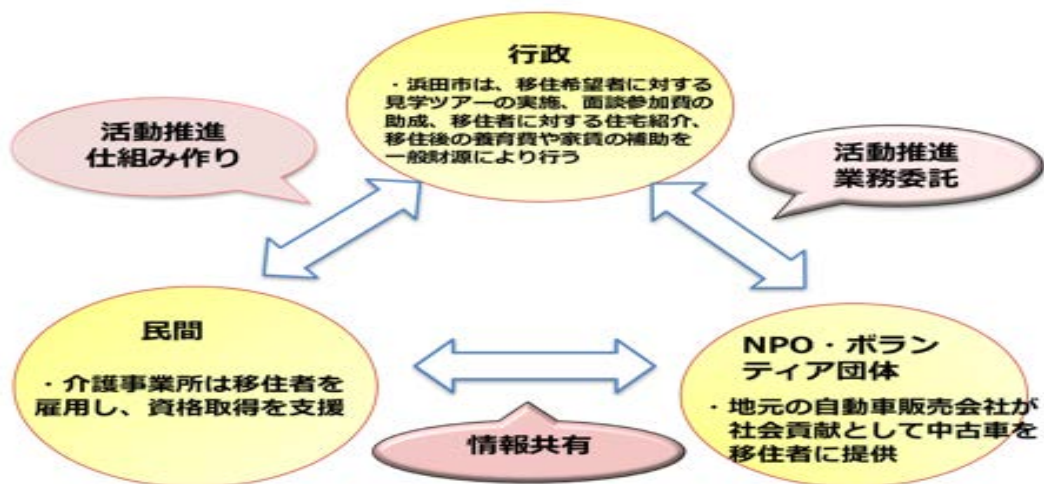 行政
・浜田市は、移住希望者に対する
見学ツアーの実施、面談参加費の
助成、移住者に対する住宅紹介、
移住後の養育費や家賃の補助を
一般財源により行う
活動推進
仕組み作り
活動推進
業務委託
民間
・介護事業所は移住者を
雇用し、資格取得を支援
NPO・ボラン
ティア団体
・地元の自動車販売会社が
社会貢献として中古車を
移住者に提供
情報共有